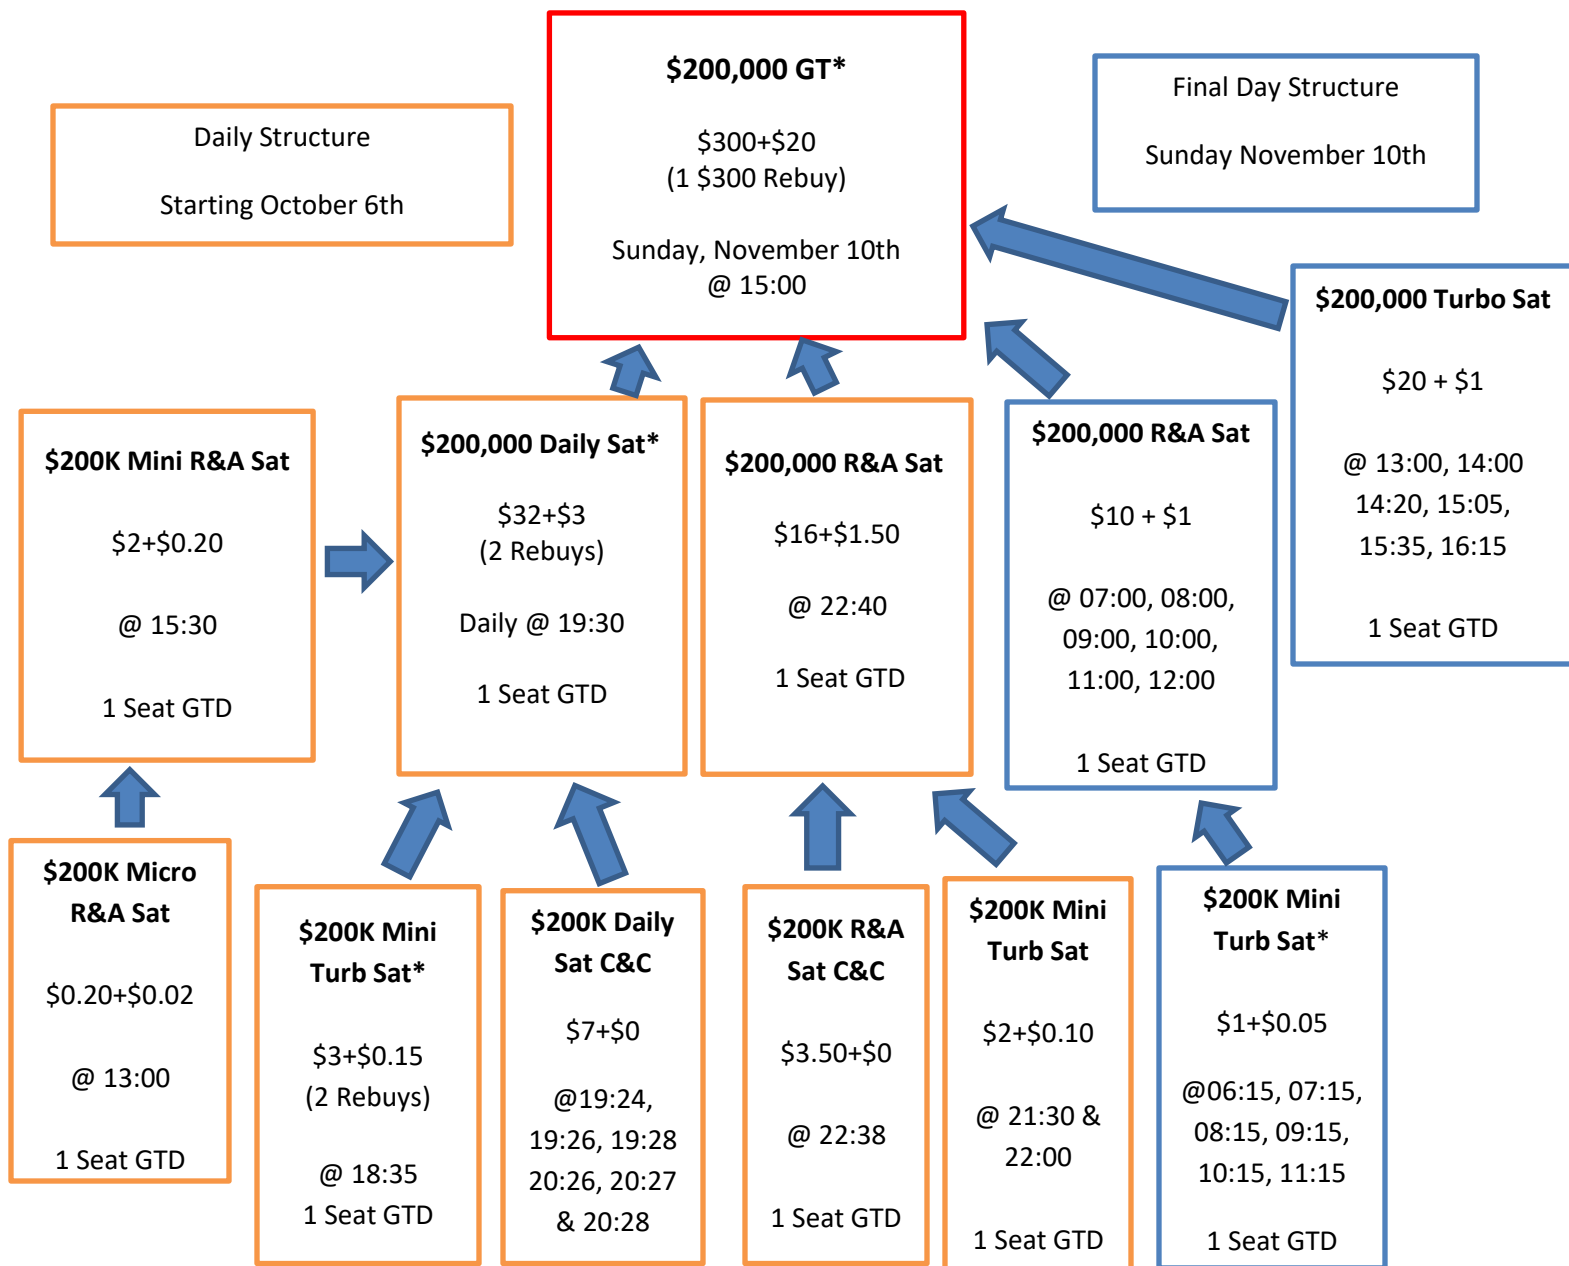 $200,000 GT*
$300+$20
(1 $300 Rebuy)
Sunday, November 10th
@ 15:00
Daily Structure
Starting October 6th
Final Day Structure
Sunday November 10th
$200,000 Turbo Sat
$20 + $1
@ 13:00, 14:00
14:20, 15:05,
15:35, 16:15
1 Seat GTD
$200K Mini R&A Sat
$2+$0.20
@ 15:30
1 Seat GTD
$200,000 Daily Sat*
$32+$3
(2 Rebuys)
Daily @ 19:30
1 Seat GTD
$200,000 R&A Sat
$16+$1.50
@ 22:40
1 Seat GTD
$200,000 R&A Sat
$10 + $1
@ 07:00, 08:00,
09:00, 10:00,
11:00, 12:00
1 Seat GTD
$200K Micro
R&A Sat
$0.20+$0.02
@ 13:00
1 Seat GTD
$200K Mini
Turb Sat*
$3+$0.15
(2 Rebuys)
@ 18:35
1 Seat GTD
$200K Daily
Sat C&C
$7+$0
@19:24,
19:26, 19:28
20:26, 20:27
& 20:28
$200K R&A
Sat C&C
$3.50+$0
@ 22:38
1 Seat GTD
$200K Mini
Turb Sat
$2+$0.10
@ 21:30 &
22:00
1 Seat GTD
$200K Mini
Turb Sat*
$1+$0.05
@06:15, 07:15,
08:15, 09:15,
10:15, 11:15
1 Seat GTD